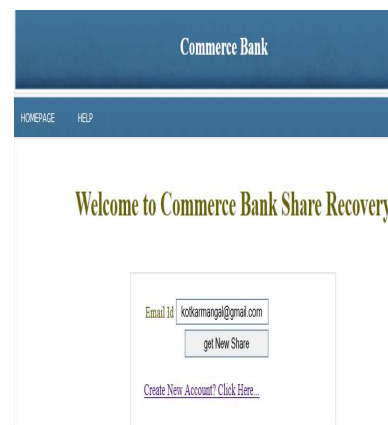 Commerce Bank
HOMEPAGE HELP
Welcome to Commerce Bank Share Recovery
Email Id kotkarmangal@gmail.com
get New Share
Create New Account? Click Here...